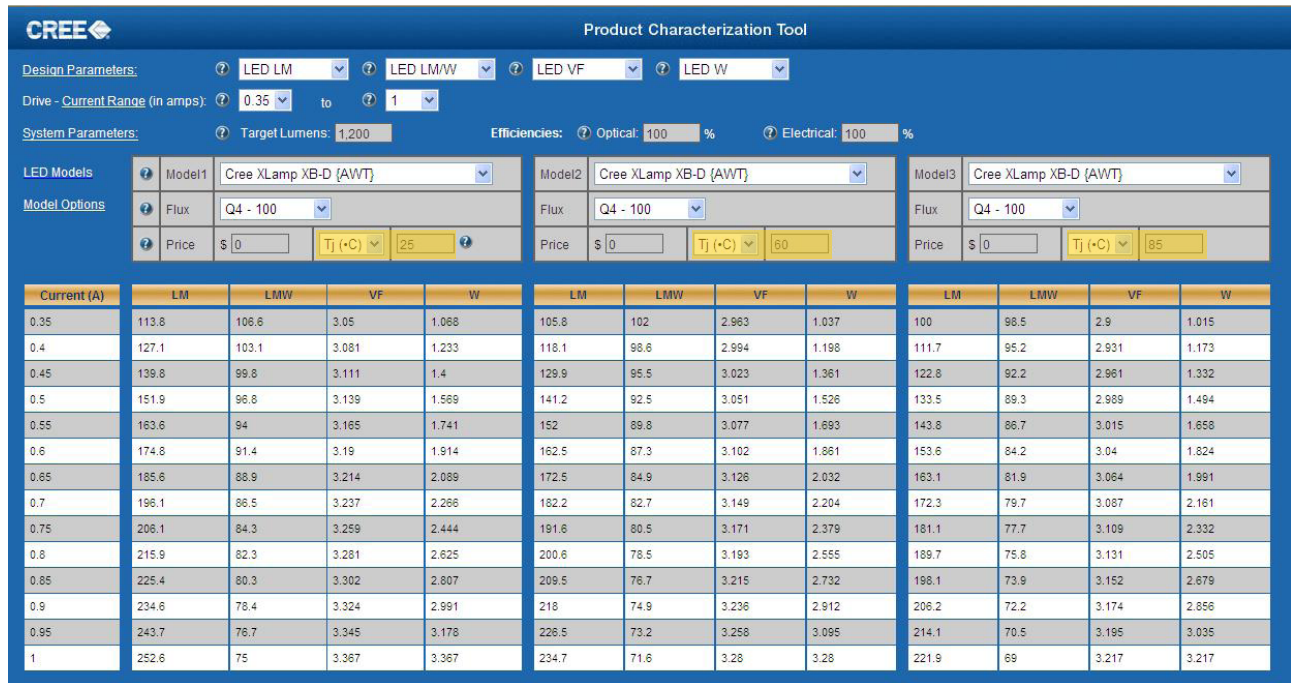 CREE Product Characterization Tool
Design Parameters: LED LM LED LM/W LED VF LED W
Drive - Current Range (in amps): 0.35 to 1
System Parameters: Target Lumens: 1,200 Efficiencies: Optical: 100 % Electrical: 100 %
LED Models Model1 Cree XLamp XB-D {AWT} Model2 Cree XLamp XB-D {AWT} Model3 Cree XLamp XB-D {AWT}
Model Options Flux Q4 - 100 Flux Q4 - 100 Flux Q4 - 100
Price $ 0 Tj (•C) 25 Price $ 0 Tj (•C) 60 Price $ 0 Tj (•C) 85
Current (A) LM LMW VF W LM LMW VF W LM LMW VF W
0.35 113.8 106.6 3.05 1.068 105.8 102 2.963 1.037 100 98.5 2.9 1.015
0.4 127.1 103.1 3.081 1.233 118.1 98.6 2.994 1.198 111.7 95.2 2.931 1.173
0.45 139.8 99.8 3.111 1.4 129.9 95.5 3.023 1.361 122.8 92.2 2.961 1.332
0.5 151.9 96.8 3.139 1.569 141.2 92.5 3.051 1.526 133.5 89.3 2.989 1.494
0.55 163.6 94 3.165 1.741 152 89.8 3.077 1.693 143.8 86.7 3.015 1.658
0.6 174.8 91.4 3.19 1.914 162.5 87.3 3.102 1.861 153.6 84.2 3.04 1.824
0.65 185.6 88.9 3.214 2.089 172.5 84.9 3.126 2.032 163.1 81.9 3.064 1.991
0.7 196.1 86.5 3.237 2.266 182.2 82.7 3.149 2.204 172.3 79.7 3.087 2.161
0.75 206.1 84.3 3.259 2.444 191.6 80.5 3.171 2.379 181.1 77.7 3.109 2.332
0.8 215.9 82.3 3.281 2.625 200.6 78.5 3.193 2.555 189.7 75.8 3.131 2.505
0.85 225.4 80.3 3.302 2.807 209.5 76.7 3.215 2.732 198.1 73.9 3.152 2.679
0.9 234.6 78.4 3.324 2.991 218 74.9 3.236 2.912 206.2 72.2 3.174 2.856
0.95 243.7 76.7 3.345 3.178 226.5 73.2 3.258 3.095 214.1 70.5 3.195 3.035
1 252.6 75 3.367 3.367 234.7 71.6 3.28 3.28 221.9 69 3.217 3.217